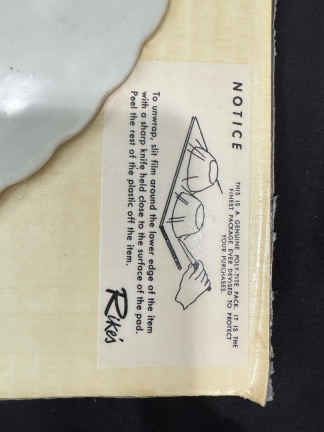 NOTICE
THIS IS A GENUINE POLY-TITE PACK. IT IS THE
FINEST PACKAGE EVER DEVISED TO PROTECT
YOUR PURCHASES.
To unwrap, slit film around the lower edge of the item
with a sharp knife held close to the surface of the pad.
Peel the rest of the plastic off the item.
Rike's